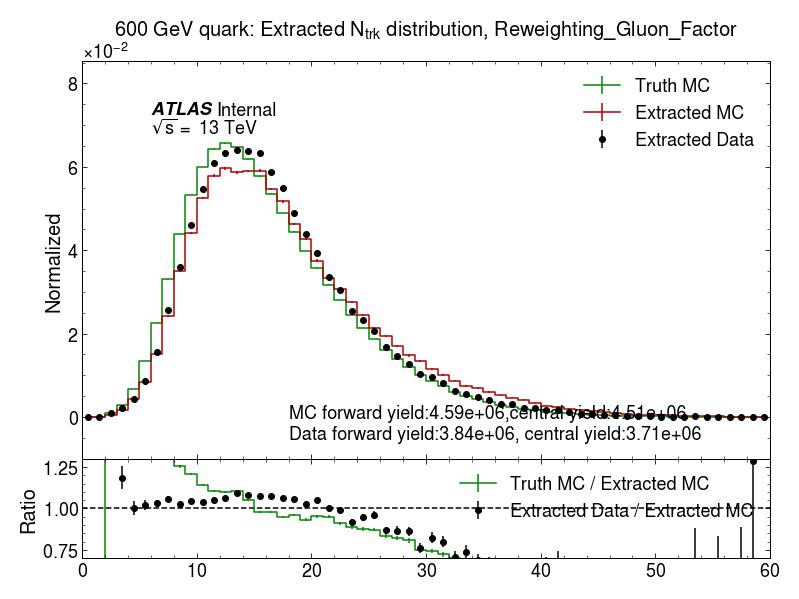 600 GeV quark: Extracted N_trk distribution, Reweighting_Gluon_Factor
×10⁻²
ATLAS Internal
√s = 13 TeV
Truth MC
Extracted MC
Extracted Data
Normalized
8
6
4
2
0
MC forward yield:4.59e+06,central yield:4.51e+06
Data forward yield:3.84e+06, central yield:3.71e+06
Ratio
1.25
1.00
0.75
Truth MC / Extracted MC
Extracted Data / Extracted MC
0 10 20 30 40 50 60